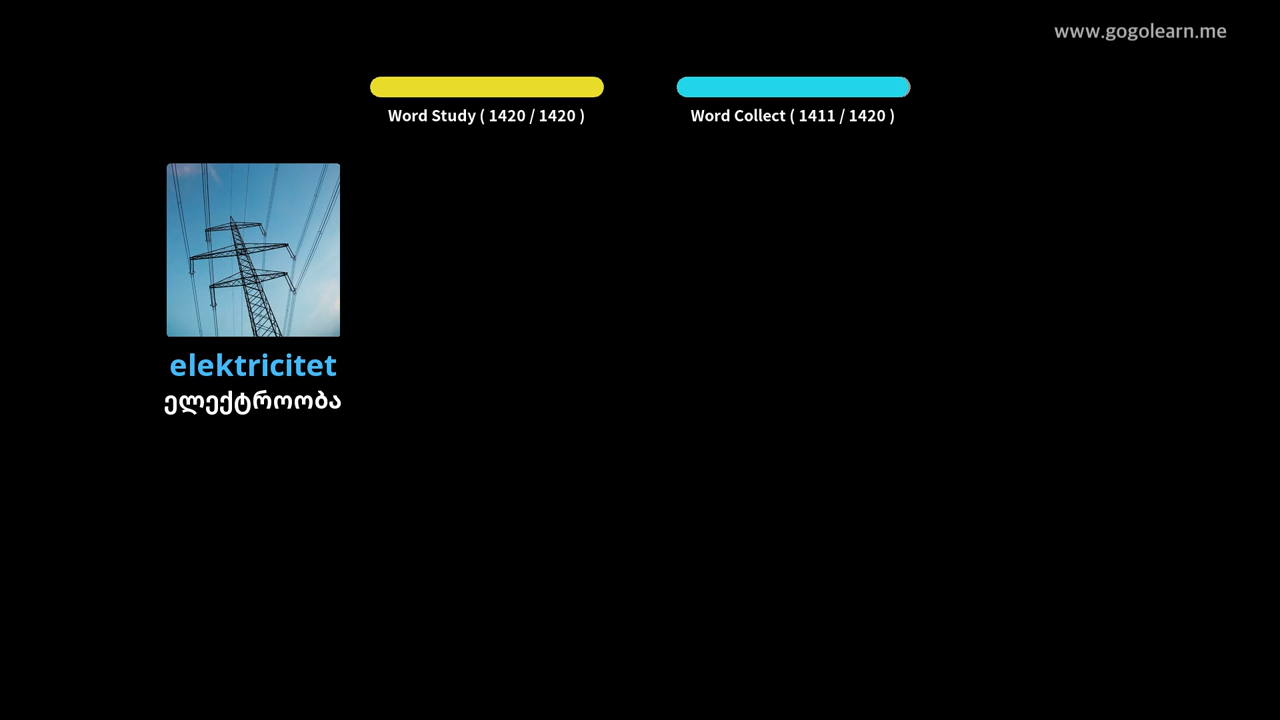 www.gogolearn.me
Word Study ( 1420 / 1420 )
Word Collect ( 1411 / 1420 )
elektricitet
ელექტროობა